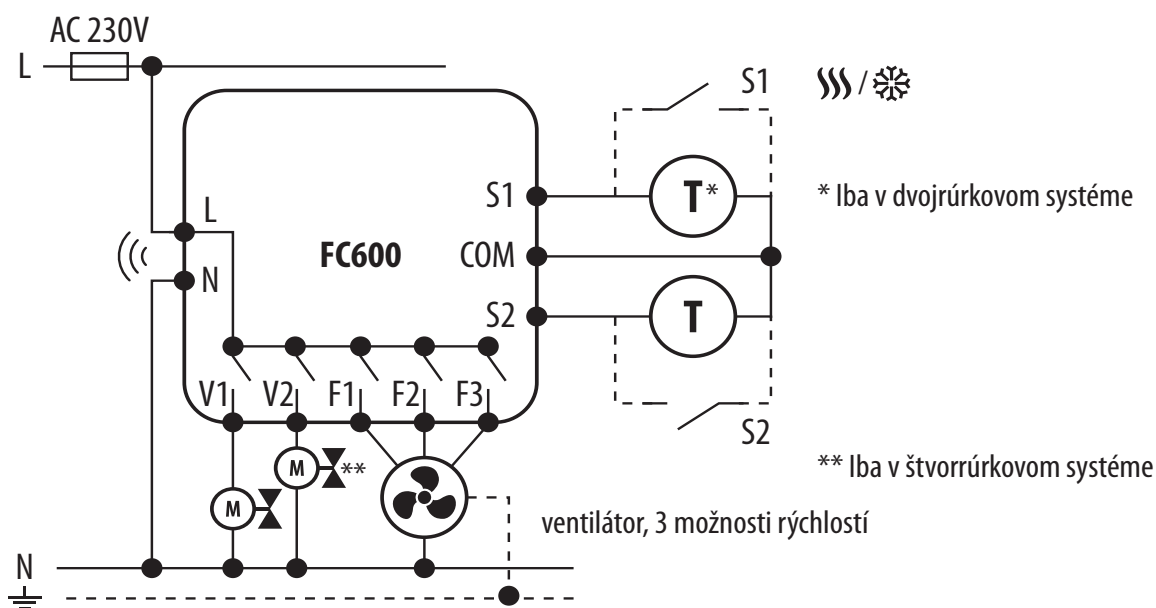 AC 230V
L
S1
/
L
S1
T*
* Iba v dvojrúrkovom systéme
FC600
COM
N
S2
T
V1 V2 F1 F2 F3
S2
M
**
** Iba v štvorrúrkovom systéme
M
ventilátor, 3 možnosti rýchlostí
N